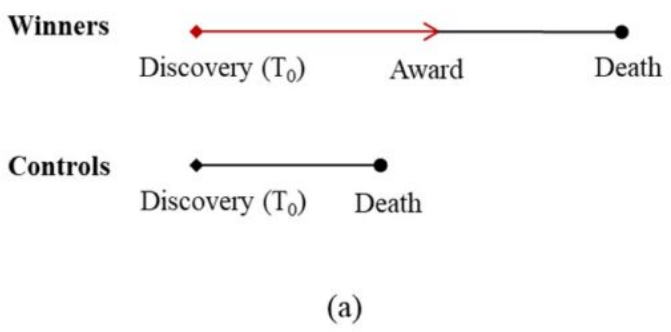 Winners
Discovery (T₀) Award Death
Controls
Discovery (T₀) Death
(a)